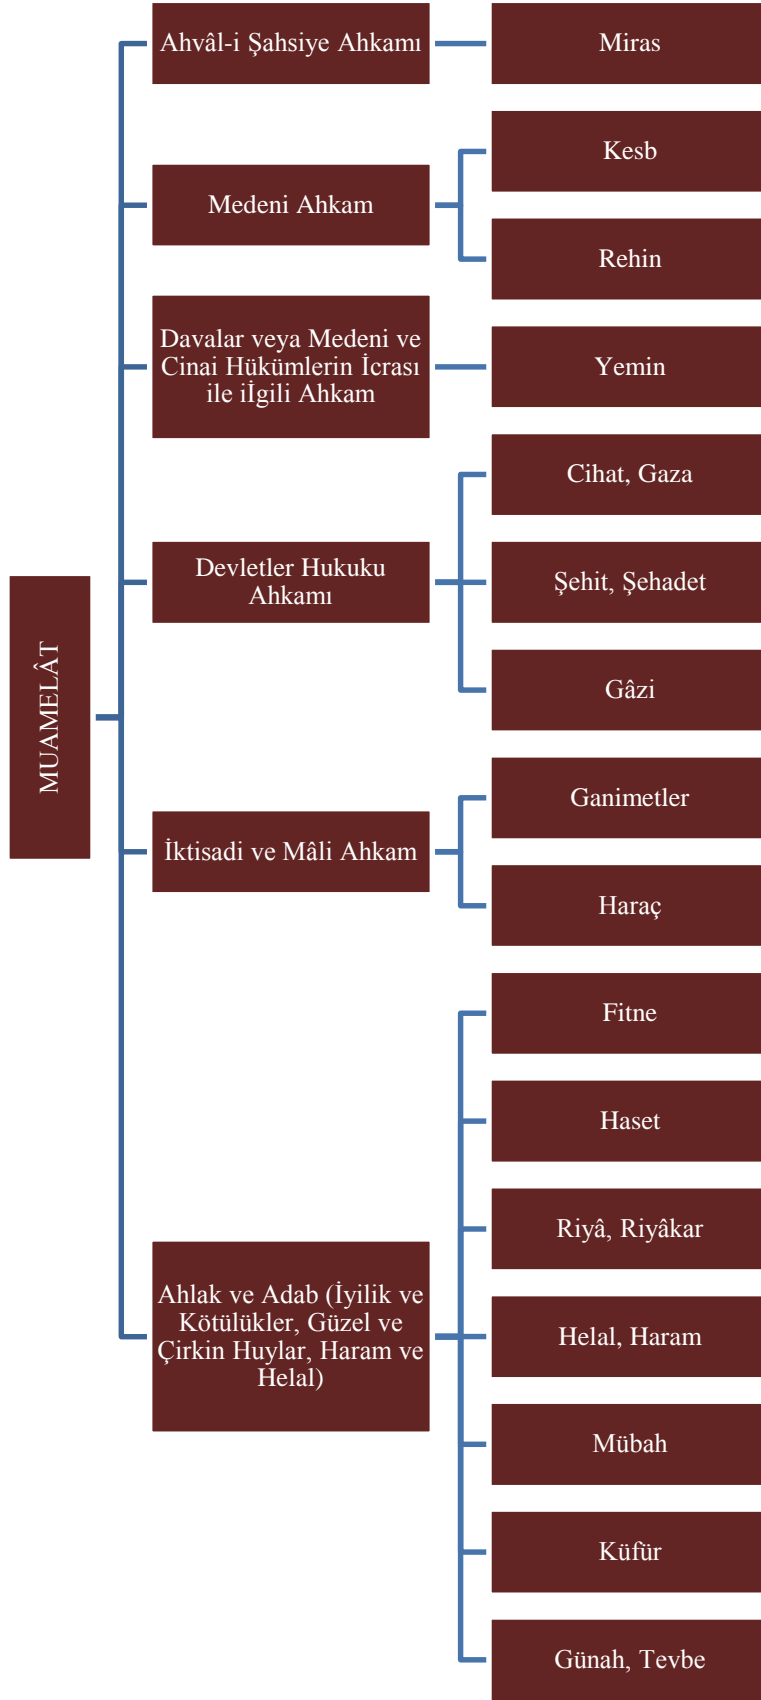 MUAMELÂT
Ahvâl-i Şahsiye Ahkamı
Miras
Medeni Ahkam
Kesb
Rehin
Davalar veya Medeni ve
Cinai Hükümlerin İcrası
ile iİgili Ahkam
Yemin
Devletler Hukuku
Ahkamı
Cihat, Gaza
Şehit, Şehadet
Gâzi
İktisadi ve Mâli Ahkam
Ganimetler
Haraç
Ahlak ve Adab (İyilik ve
Kötülükler, Güzel ve
Çirkin Huylar, Haram ve
Helal)
Fitne
Haset
Riyâ, Riyâkar
Helal, Haram
Mübah
Küfür
Günah, Tevbe